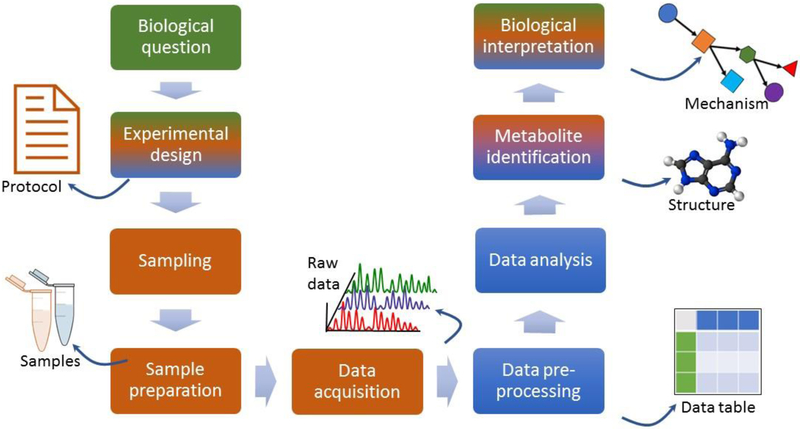 Biological
question
Experimental
design
Protocol
Sampling
Samples
Sample
preparation
Raw
data
Data
acquisition
Data pre-
processing
Data table
Data analysis
Metabolite
identification
Structure
Biological
interpretation
Mechanism